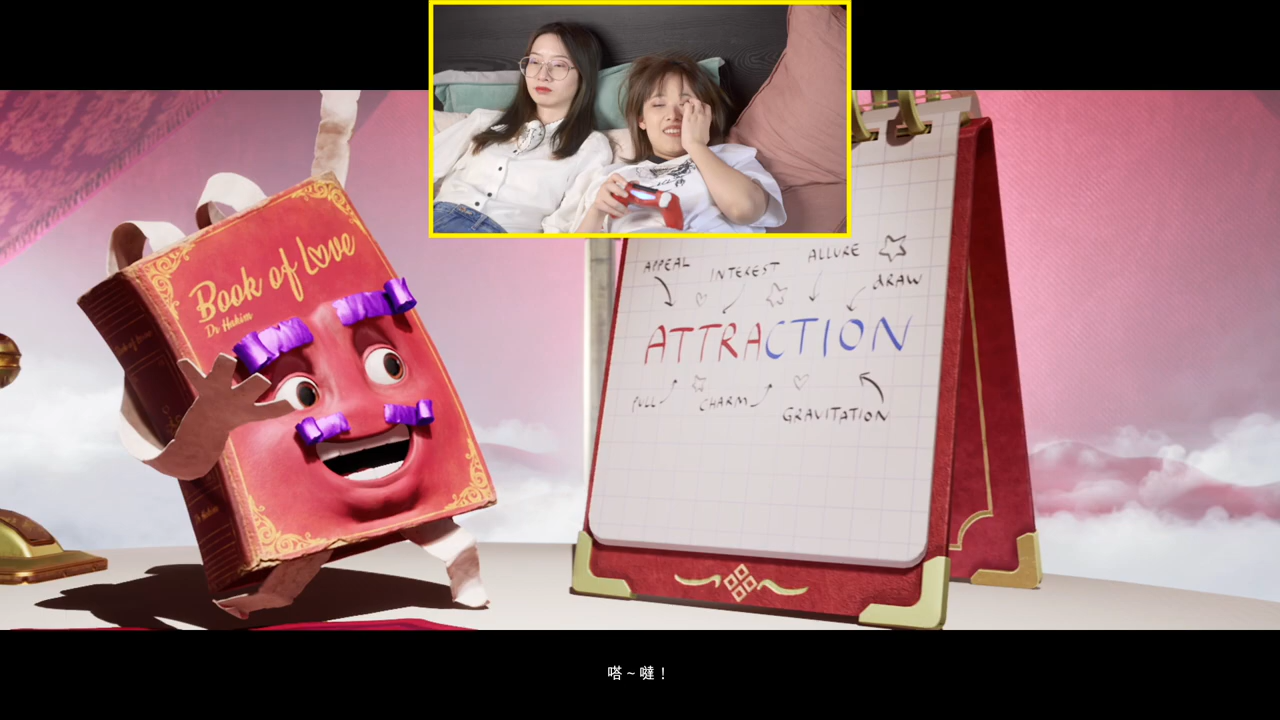 Book of Love
Dr Hakim
APPEAL
INTEREST
ALLURE
DRAW
ATTRACTION
PULL
CHARM
GRAVITATION
嗒~噠！